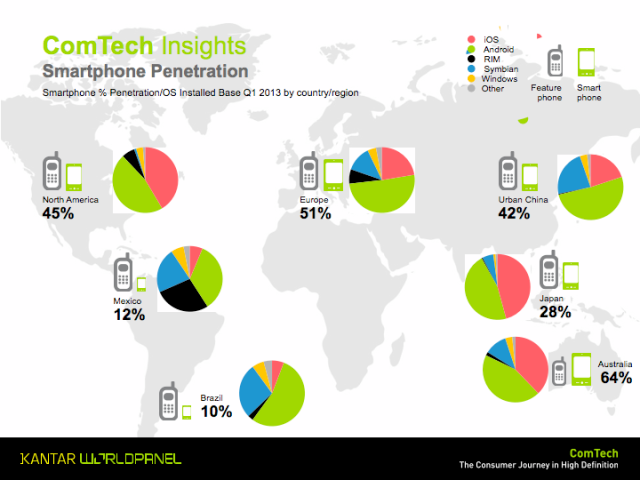 ComTech Insights
Smartphone Penetration
Smartphone % Penetration/OS Installed Base Q1 2013 by country/region
iOS
Android
RIM
Symbian
Windows
Other
Feature phone
Smart phone
North America
45%
Europe
51%
Urban China
42%
Mexico
12%
Japan
28%
Brazil
10%
Australia
64%
KANTAR WORLDPANEL
ComTech
The Consumer Journey in High Definition